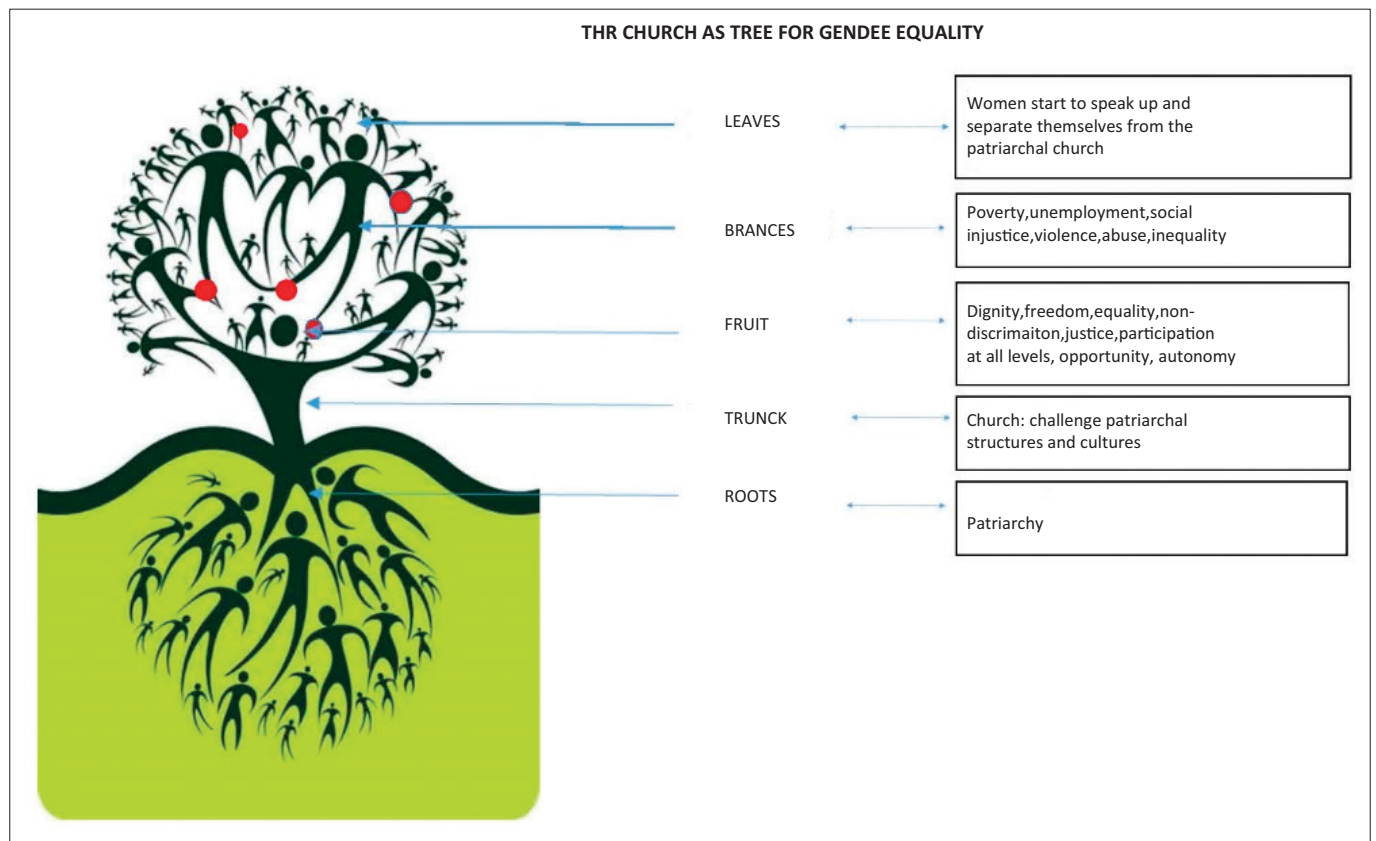 THR CHURCH AS TREE FOR GENDEE EQUALITY
LEAVES
Women start to speak up and
separate themselves from the
patriarchal church
BRANCES
Poverty,unemployment,social
injustice,violence,abuse,inequality
FRUIT
Dignity,freedom,equality,non-
discrimaiton,justice,participation
at all levels, opportunity, autonomy
TRUNCK
Church: challenge patriarchal
structures and cultures
ROOTS
Patriarchy